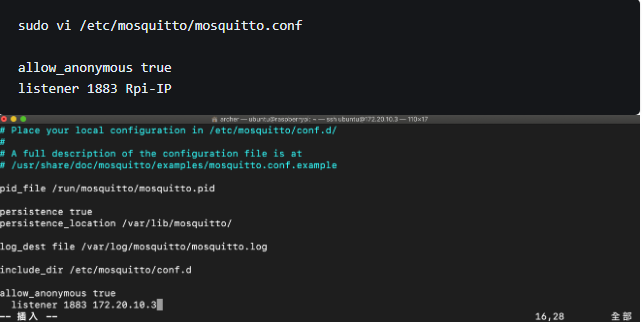 sudo vi /etc/mosquitto/mosquitto.conf
allow_anonymous true
listener 1883 Rpi-IP
archer — ubuntu@raspberrypi: ~ — ssh ubuntu@172.20.10.3 — 110×17
# Place your local configuration in /etc/mosquitto/conf.d/
#
# A full description of the configuration file is at
# /usr/share/doc/mosquitto/examples/mosquitto.conf.example
pid_file /run/mosquitto/mosquitto.pid
persistence true
persistence_location /var/lib/mosquitto/
log_dest file /var/log/mosquitto/mosquitto.log
include_dir /etc/mosquitto/conf.d
allow_anonymous true
listener 1883 172.20.10.3
-- 插入 -- 16,28 全部